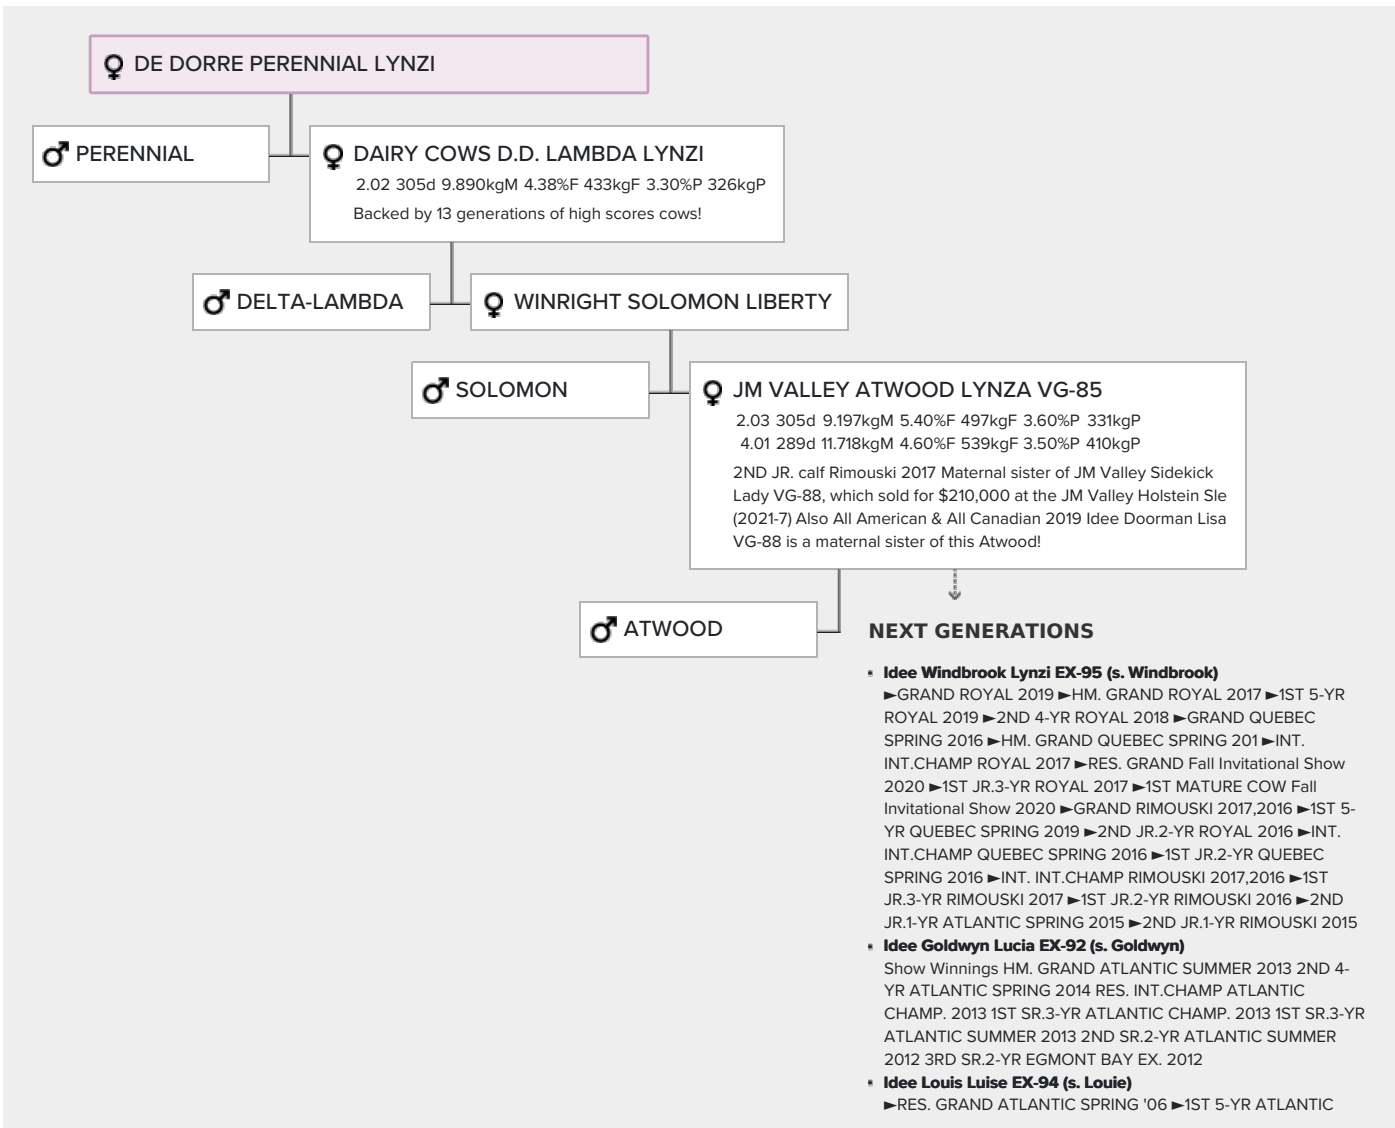 DE DORRE PERENNIAL LYNZI
PERENNIAL
DAIRY COWS D.D. LAMBDA LYNZI
2.02 305d 9.890kgM 4.38%F 433kgF 3.30%P 326kgP
Backed by 13 generations of high scores cows!
DELTA-LAMBDA
WINRIGHT SOLOMON LIBERTY
SOLOMON
JM VALLEY ATWOOD LYNZA VG-85
2.03 305d 9.197kgM 5.40%F 497kgF 3.60%P 331kgP
4.01 289d 11.718kgM 4.60%F 539kgF 3.50%P 410kgP
2ND JR. calf Rimouski 2017 Maternal sister of JM Valley Sidekick
Lady VG-88, which sold for $210,000 at the JM Valley Holstein Sle
(2021-7) Also All American & All Canadian 2019 Idee Doorman Lisa
VG-88 is a maternal sister of this Atwood!
ATWOOD
NEXT GENERATIONS
▪ Idee Windbrook Lynzi EX-95 (s. Windbrook)
►GRAND ROYAL 2019 ►HM. GRAND ROYAL 2017 ►1ST 5-YR
ROYAL 2019 ►2ND 4-YR ROYAL 2018 ►GRAND QUEBEC
SPRING 2016 ►HM. GRAND QUEBEC SPRING 201 ►INT.
INT.CHAMP ROYAL 2017 ►RES. GRAND Fall Invitational Show
2020 ►1ST JR.3-YR ROYAL 2017 ►1ST MATURE COW Fall
Invitational Show 2020 ►GRAND RIMOUSKI 2017,2016 ►1ST 5-
YR QUEBEC SPRING 2019 ►2ND JR.2-YR ROYAL 2016 ►INT.
INT.CHAMP QUEBEC SPRING 2016 ►1ST JR.2-YR QUEBEC
SPRING 2016 ►INT. INT.CHAMP RIMOUSKI 2017,2016 ►1ST
JR.3-YR RIMOUSKI 2017 ►1ST JR.2-YR RIMOUSKI 2016 ►2ND
JR.1-YR ATLANTIC SPRING 2015 ►2ND JR.1-YR RIMOUSKI 2015
▪ Idee Goldwyn Lucia EX-92 (s. Goldwyn)
Show Winnings HM. GRAND ATLANTIC SUMMER 2013 2ND 4-
YR ATLANTIC SPRING 2014 RES. INT.CHAMP ATLANTIC
CHAMP. 2013 1ST SR.3-YR ATLANTIC CHAMP. 2013 1ST SR.3-YR
ATLANTIC SUMMER 2013 2ND SR.2-YR ATLANTIC SUMMER
2012 3RD SR.2-YR EGMONT BAY EX. 2012
▪ Idee Louis Luise EX-94 (s. Louie)
►RES. GRAND ATLANTIC SPRING '06 ►1ST 5-YR ATLANTIC